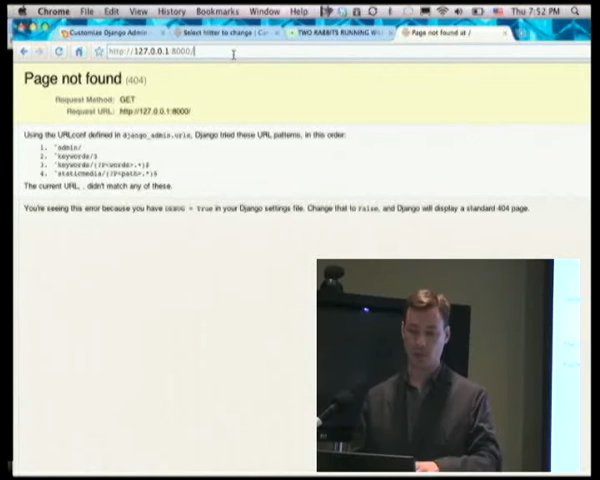 Chrome File Edit View History Bookmarks Window Help Thu 7:52 PM
Customize Django Admin Select hitter to change | TWO RABBITS RUNNING Page not found at /
http://127.0.0.1:8000/
Page not found (404)
Request Method: GET
Request URL: http://127.0.0.1:8000/
Using the URLconf defined in django_admin.urls, Django tried these URL patterns, in this order:
1. ^admin/
2. ^keywords/$
3. ^keywords/(?P<words>.*)$
4. ^staticmedia/(?P<path>.*)$
The current URL, , didn't match any of these.
You're seeing this error because you have DEBUG = True in your Django settings file. Change that to False, and Django will display a standard 404 page.